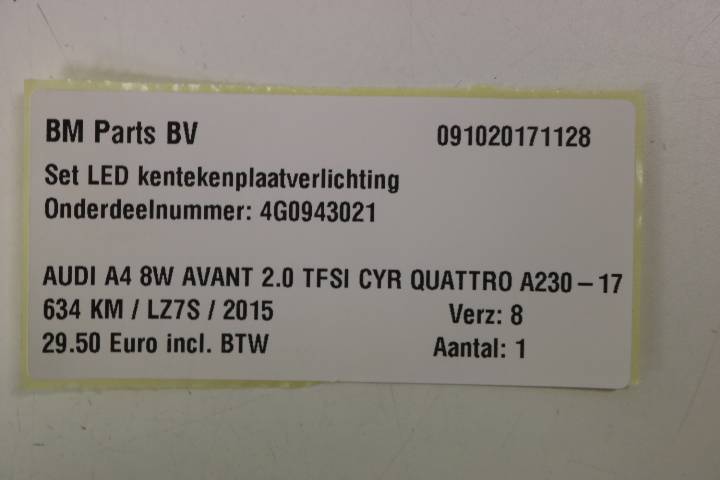 BM Parts BV 091020171128
Set LED kentekenplaatverlichting
Onderdeelnummer: 4G0943021
AUDI A4 8W AVANT 2.0 TFSI CYR QUATTRO A230-17
634 KM / LZ7S / 2015 Verz: 8
29.50 Euro incl. BTW Aantal: 1